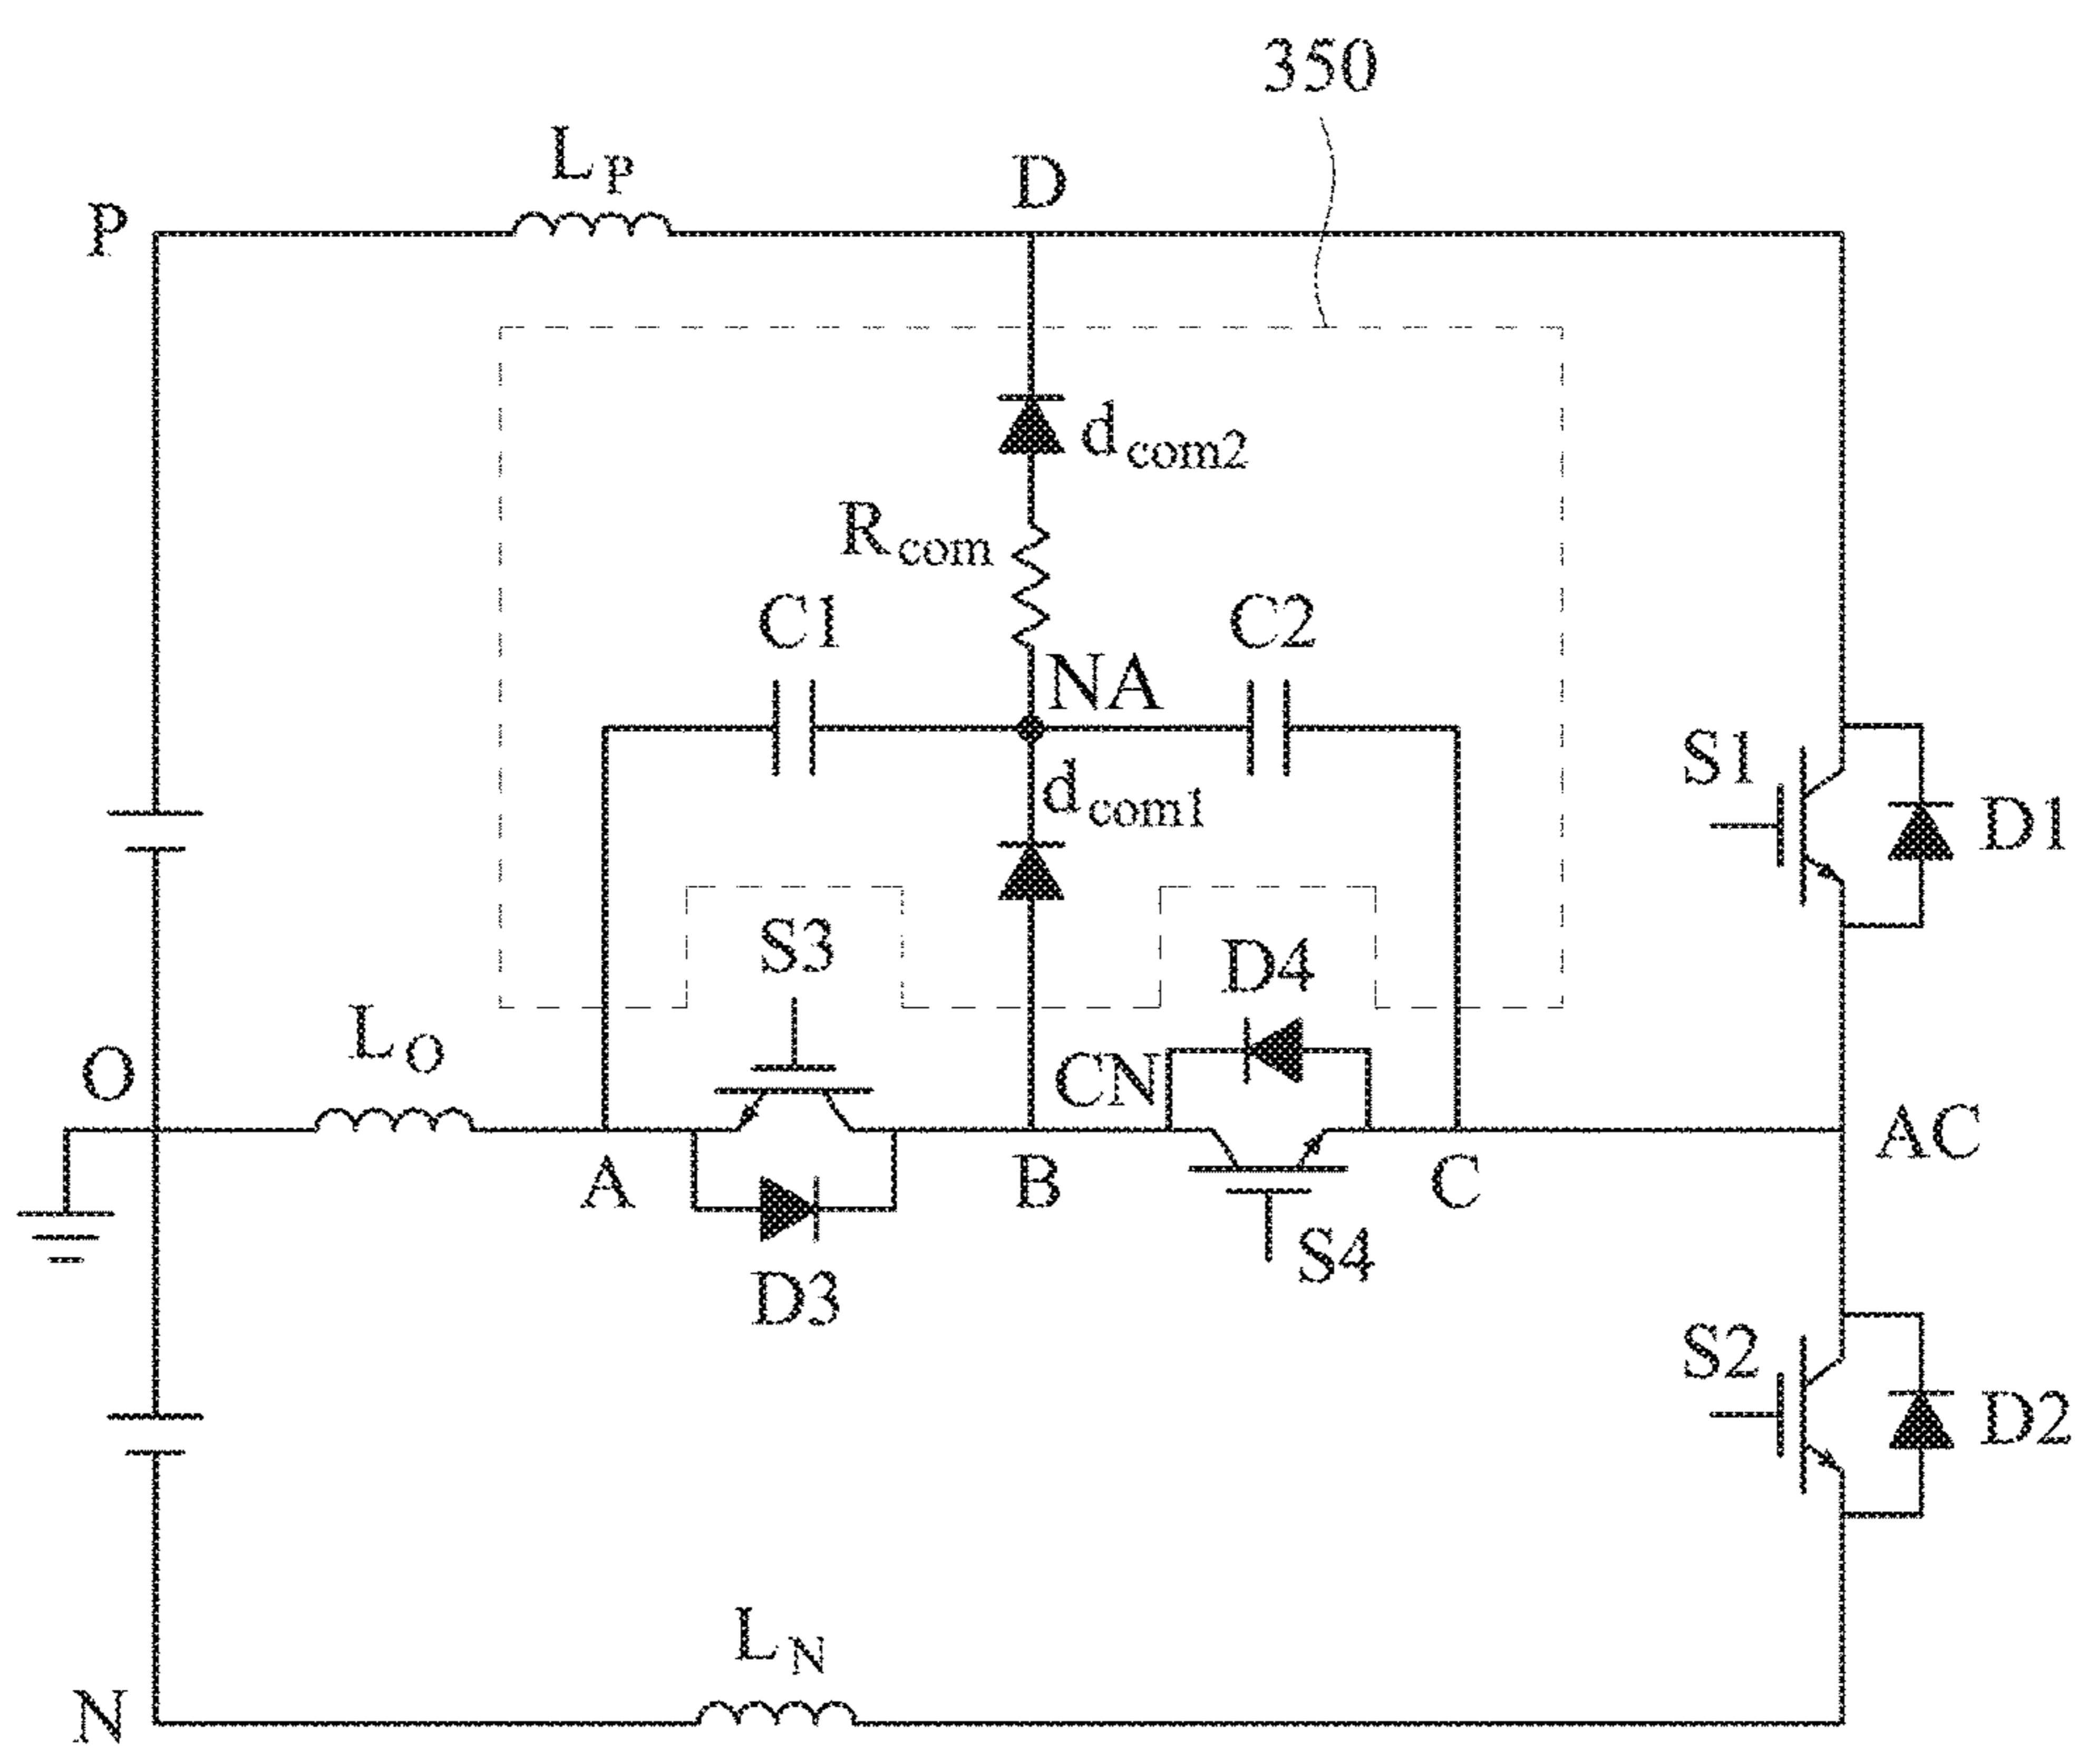 350
LP
D
P
dcom2
Rcom
C1
C2
NA
S1
dcom1
D1
S3
D4
LO
O
CN
AC
A
B
C
S4
D3
S2
D2
LN
N